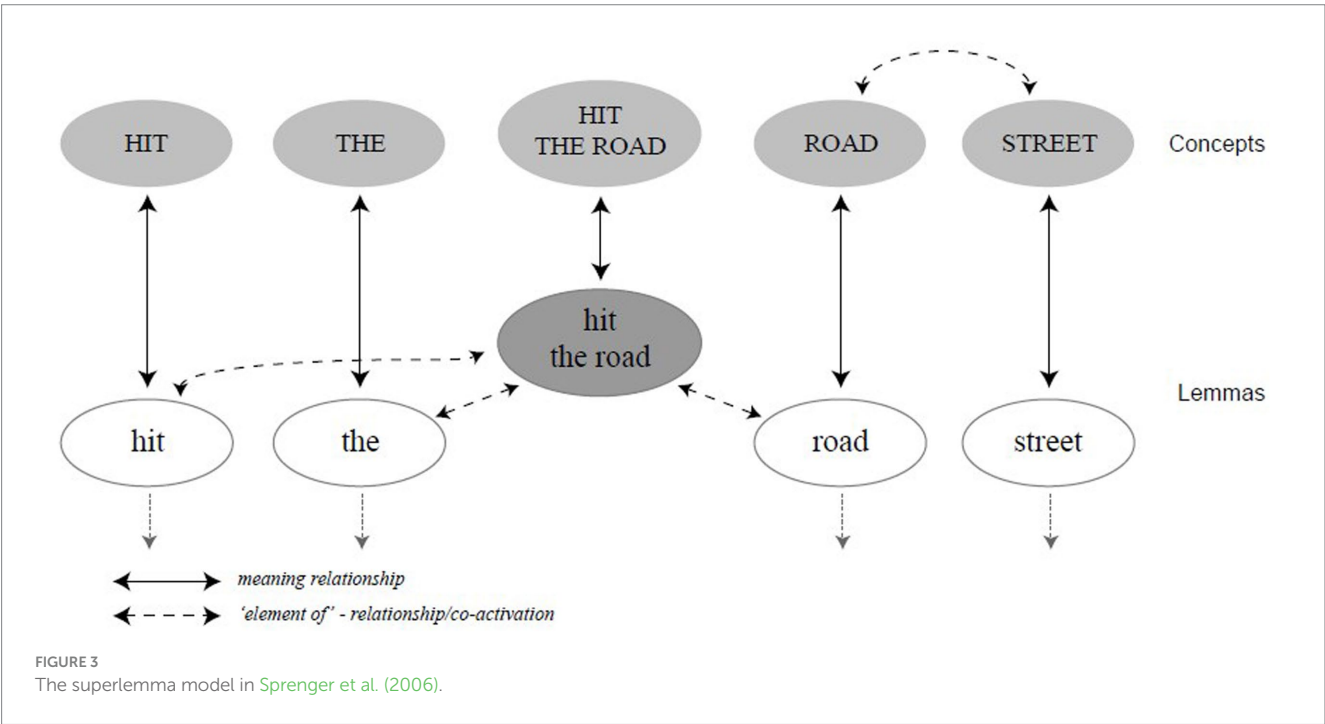 HIT
THE ROAD
HIT
THE
ROAD
STREET
Concepts
hit
the road
Lemmas
hit
the
road
street
meaning relationship
‘element of’ - relationship/co-activation
FIGURE 3
The superlemma model in Sprenger et al. (2006).